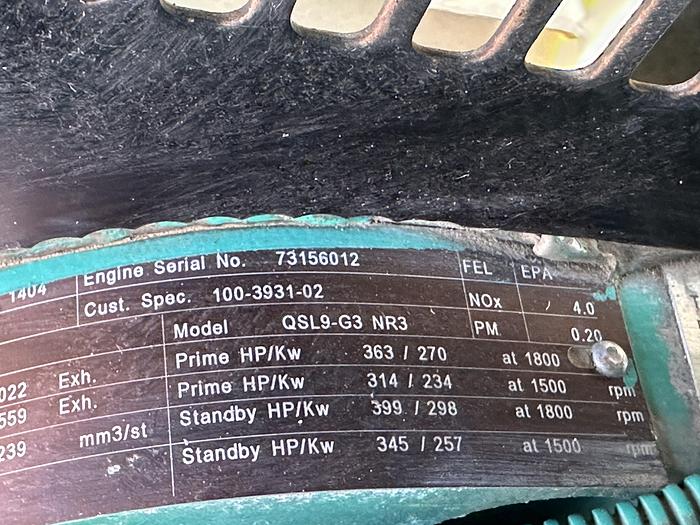 1404 Engine Serial No. 73156012 FEL EPA
Cust. Spec. 100-3931-02 NOx 4.0
Model QSL9-G3 NR3 PM 0.20
022 Exh. Prime HP/Kw 363 / 270 at 1800
559 Exh. Prime HP/Kw 314 / 234 at 1500 rpm
239 mm3/st Standby HP/Kw 399 / 298 at 1800 rpm
Standby HP/Kw 345 / 257 at 1500 rpm